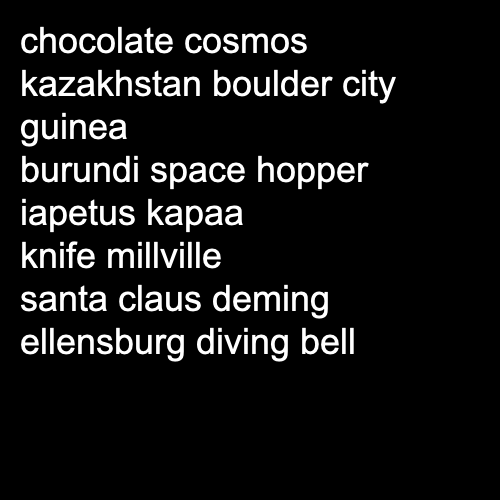 chocolate cosmos
kazakhstan boulder city
guinea
burundi space hopper
iapetus kapaa
knife millville
santa claus deming
ellensburg diving bell